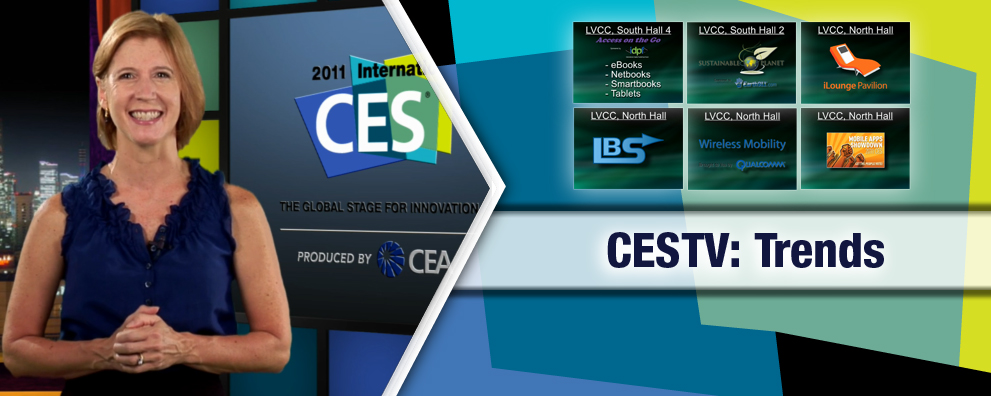 2011 Internati
CES®
THE GLOBAL STAGE FOR INNOVATION
PRODUCED BY CEA
LVCC, South Hall 4
Access on the Go
idpf
- eBooks
- Netbooks
- Smartbooks
- Tablets
LVCC, South Hall 2
SUSTAINABLE PLANET
LVCC, North Hall
iLounge Pavilion
LVCC, North Hall
LBS
LVCC, North Hall
Wireless Mobility
QUALCOMM
LVCC, North Hall
MOBILE APPS
SHOWDOWN
CESTV: Trends